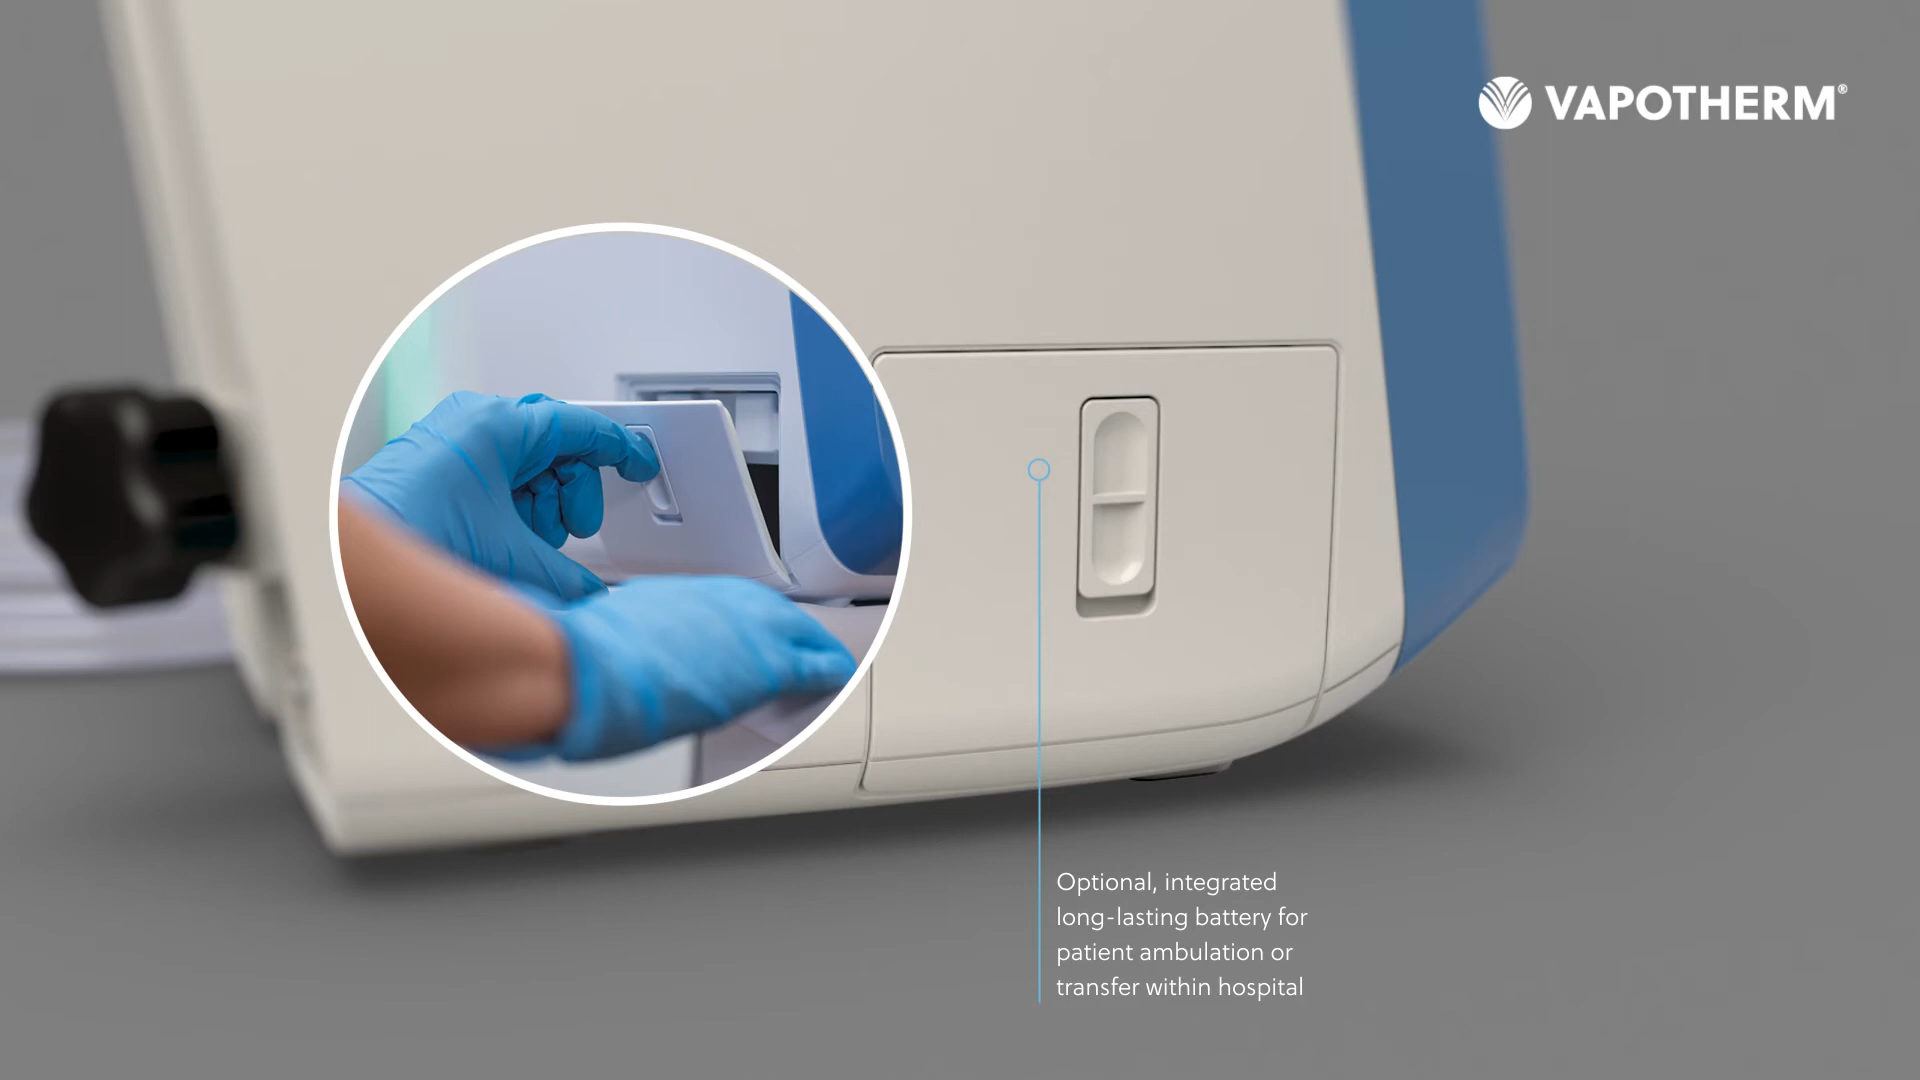 VAPOTHERM®
Optional, integrated
long-lasting battery for
patient ambulation or
transfer within hospital